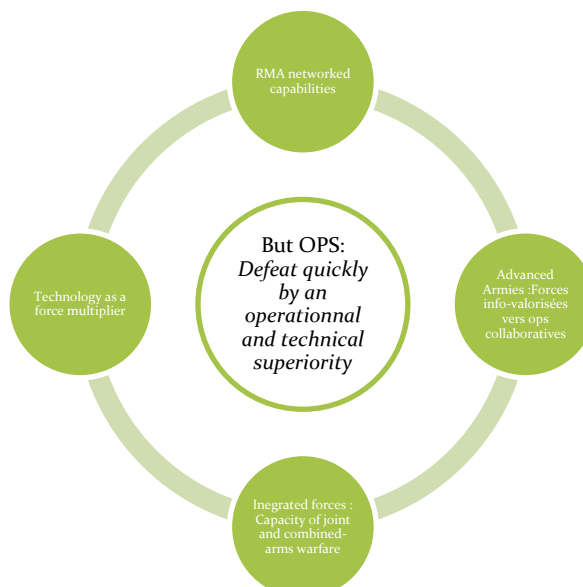 RMA networked
capabilities
But OPS:
Defeat quickly
by an
operationnal
and technical
superiority
Technology as a
force multiplier
Advanced
Armies :Forces
info-valorisées
vers ops
collaboratives
Inegrated forces :
Capacity of joint
and combined-
arms warfare